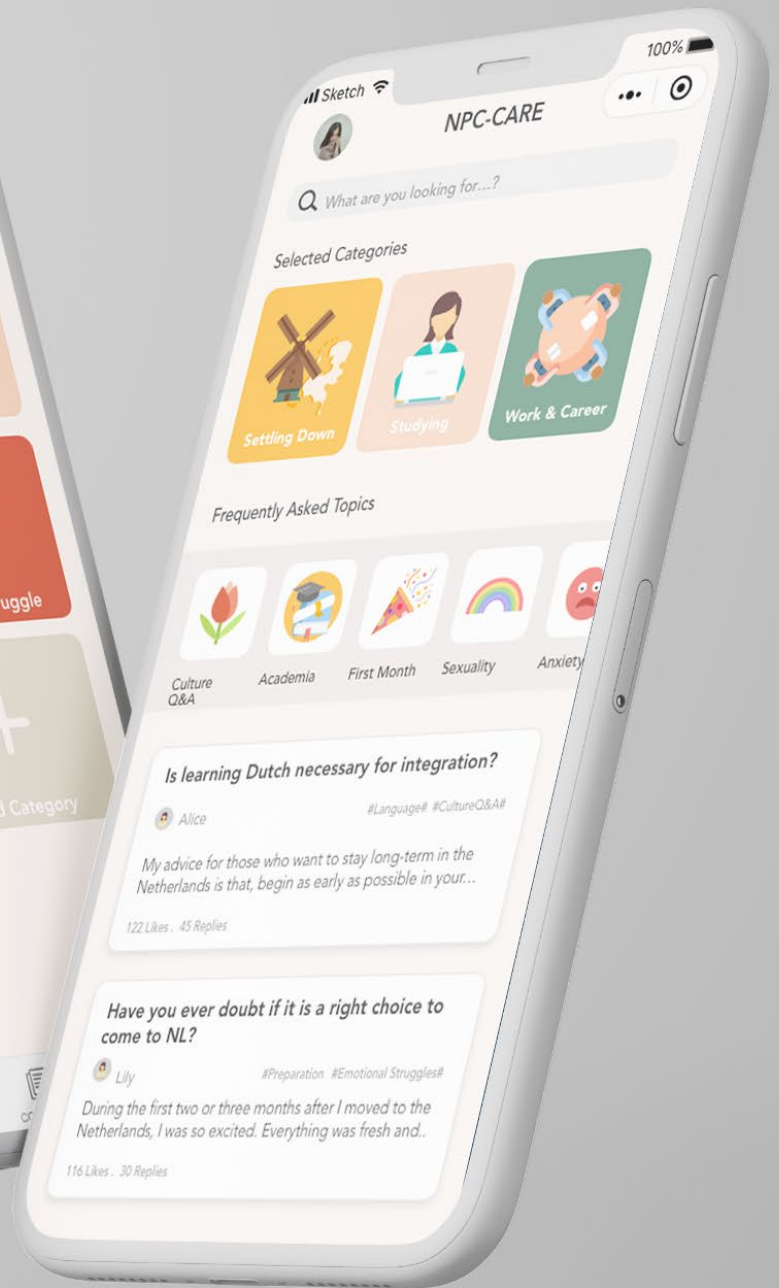 Sketch
100%
NPC-CARE
What are you looking for...?
Selected Categories
Settling Down
Studying
Work & Career
Frequently Asked Topics
Culture
Q&A
Academia
First Month
Sexuality
Anxiety
Is learning Dutch necessary for integration?
Alice
#Language# #CultureQ&A#
My advice for those who want to stay long-term in the
Netherlands is that, begin as early as possible in your...
122 Likes . 45 Replies
Have you ever doubt if it is a right choice to
come to NL?
Lily
#Preparation #Emotional Struggles#
During the first two or three months after I moved to the
Netherlands, I was so excited. Everything was fresh and..
116 Likes . 30 Replies
uggle
Category